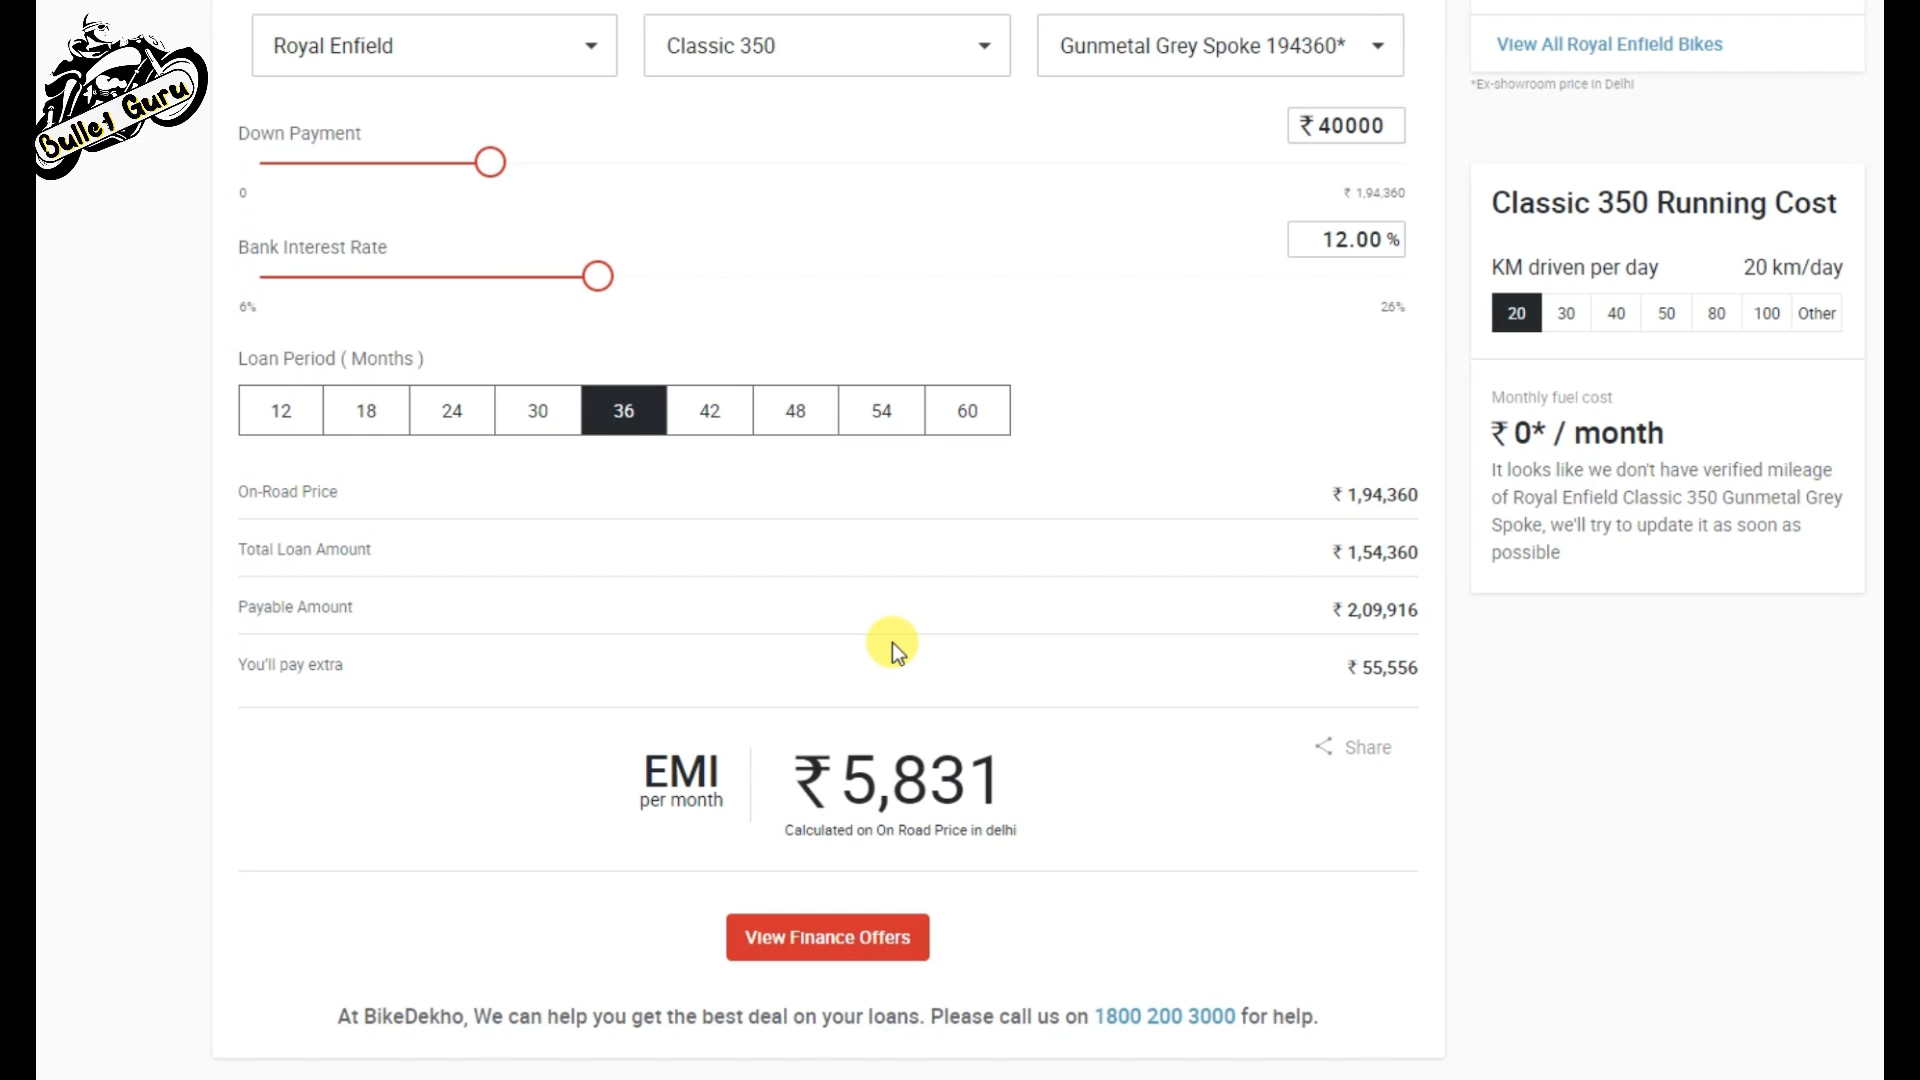 Bullet Guru
Royal Enfield
Classic 350
Gunmetal Grey Spoke 194360*
Down Payment
₹ 40000
0
₹ 1,94,360
Bank Interest Rate
12.00 %
6%
26%
Loan Period ( Months )
12 18 24 30 36 42 48 54 60
On-Road Price
₹ 1,94,360
Total Loan Amount
₹ 1,54,360
Payable Amount
₹ 2,09,916
You'll pay extra
₹ 55,556
EMI
per month
₹ 5,831
Calculated on On Road Price in delhi
Share
View Finance Offers
At BikeDekho, We can help you get the best deal on your loans. Please call us on 1800 200 3000 for help.
View All Royal Enfield Bikes
*Ex-showroom price in Delhi
Classic 350 Running Cost
KM driven per day
20 km/day
20 30 40 50 80 100 Other
Monthly fuel cost
₹ 0* / month
It looks like we don't have verified mileage
of Royal Enfield Classic 350 Gunmetal Grey
Spoke, we'll try to update it as soon as
possible